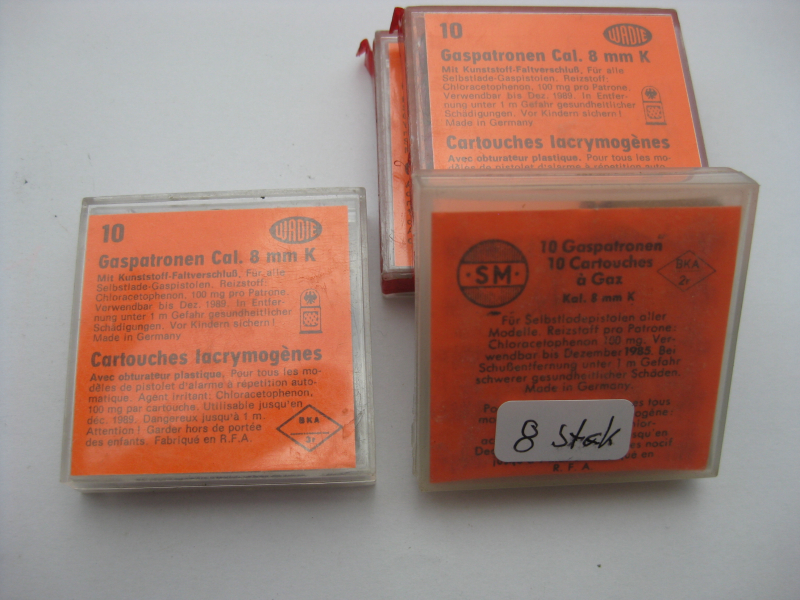 10
WADIE
Gaspatronen Cal. 8 mm K
Mit Kunststoff-Faltverschluß, Für alle
Selbstlade-Gaspistolen, Reizstoff:
Chloracetophenon, 100 mg pro Patrone.
Verwendbar bis Dez. 1989. In Entfer-
nung unter 1 m Gefahr gesundheitlicher
Schädigungen. Vor Kindern sichern!
Made in Germany
Cartouches lacrymogènes
Avec obturateur plastique. Pour tous les mo-
dèles de pistolet d'alarme à répétition auto-
10
WADIE
Gaspatronen Cal. 8 mm K
Mit Kunststoff-Faltverschluß, Für alle
Selbstlade-Gaspistolen, Reizstoff:
Chloracetophenon, 100 mg pro Patrone.
Verwendbar bis Dez. 1989. In Entfer-
nung unter 1 m Gefahr gesundheitlicher
Schädigungen. Vor Kindern sichern!
Made in Germany
Cartouches lacrymogènes
Avec obturateur plastique. Pour tous les mo-
dèles de pistolet d'alarme à répétition auto-
matique. Agent irritant: Chloracetophenon,
100 mg par cartouche. Utilisable jusqu'en
déc. 1989. Dangereux jusqu'à 1 m.
Attention! Garder hors de portée
des enfants. Fabriqué en R.F.A.
BKA
SM
10 Gaspatronen
10 Cartouches
à Gaz
Kal. 8 mm K
BKA
Für Selbstladepistolen aller
Modelle. Reizstoff pro Patrone:
Chloracetophenon 100 mg. Ver-
wendbar bis Dezember 1985. Bei
Schußentfernung unter 1 m Gefahr
schwerer gesundheitlicher Schäden.
Made in Germany.
8 Stck
R.F.A.